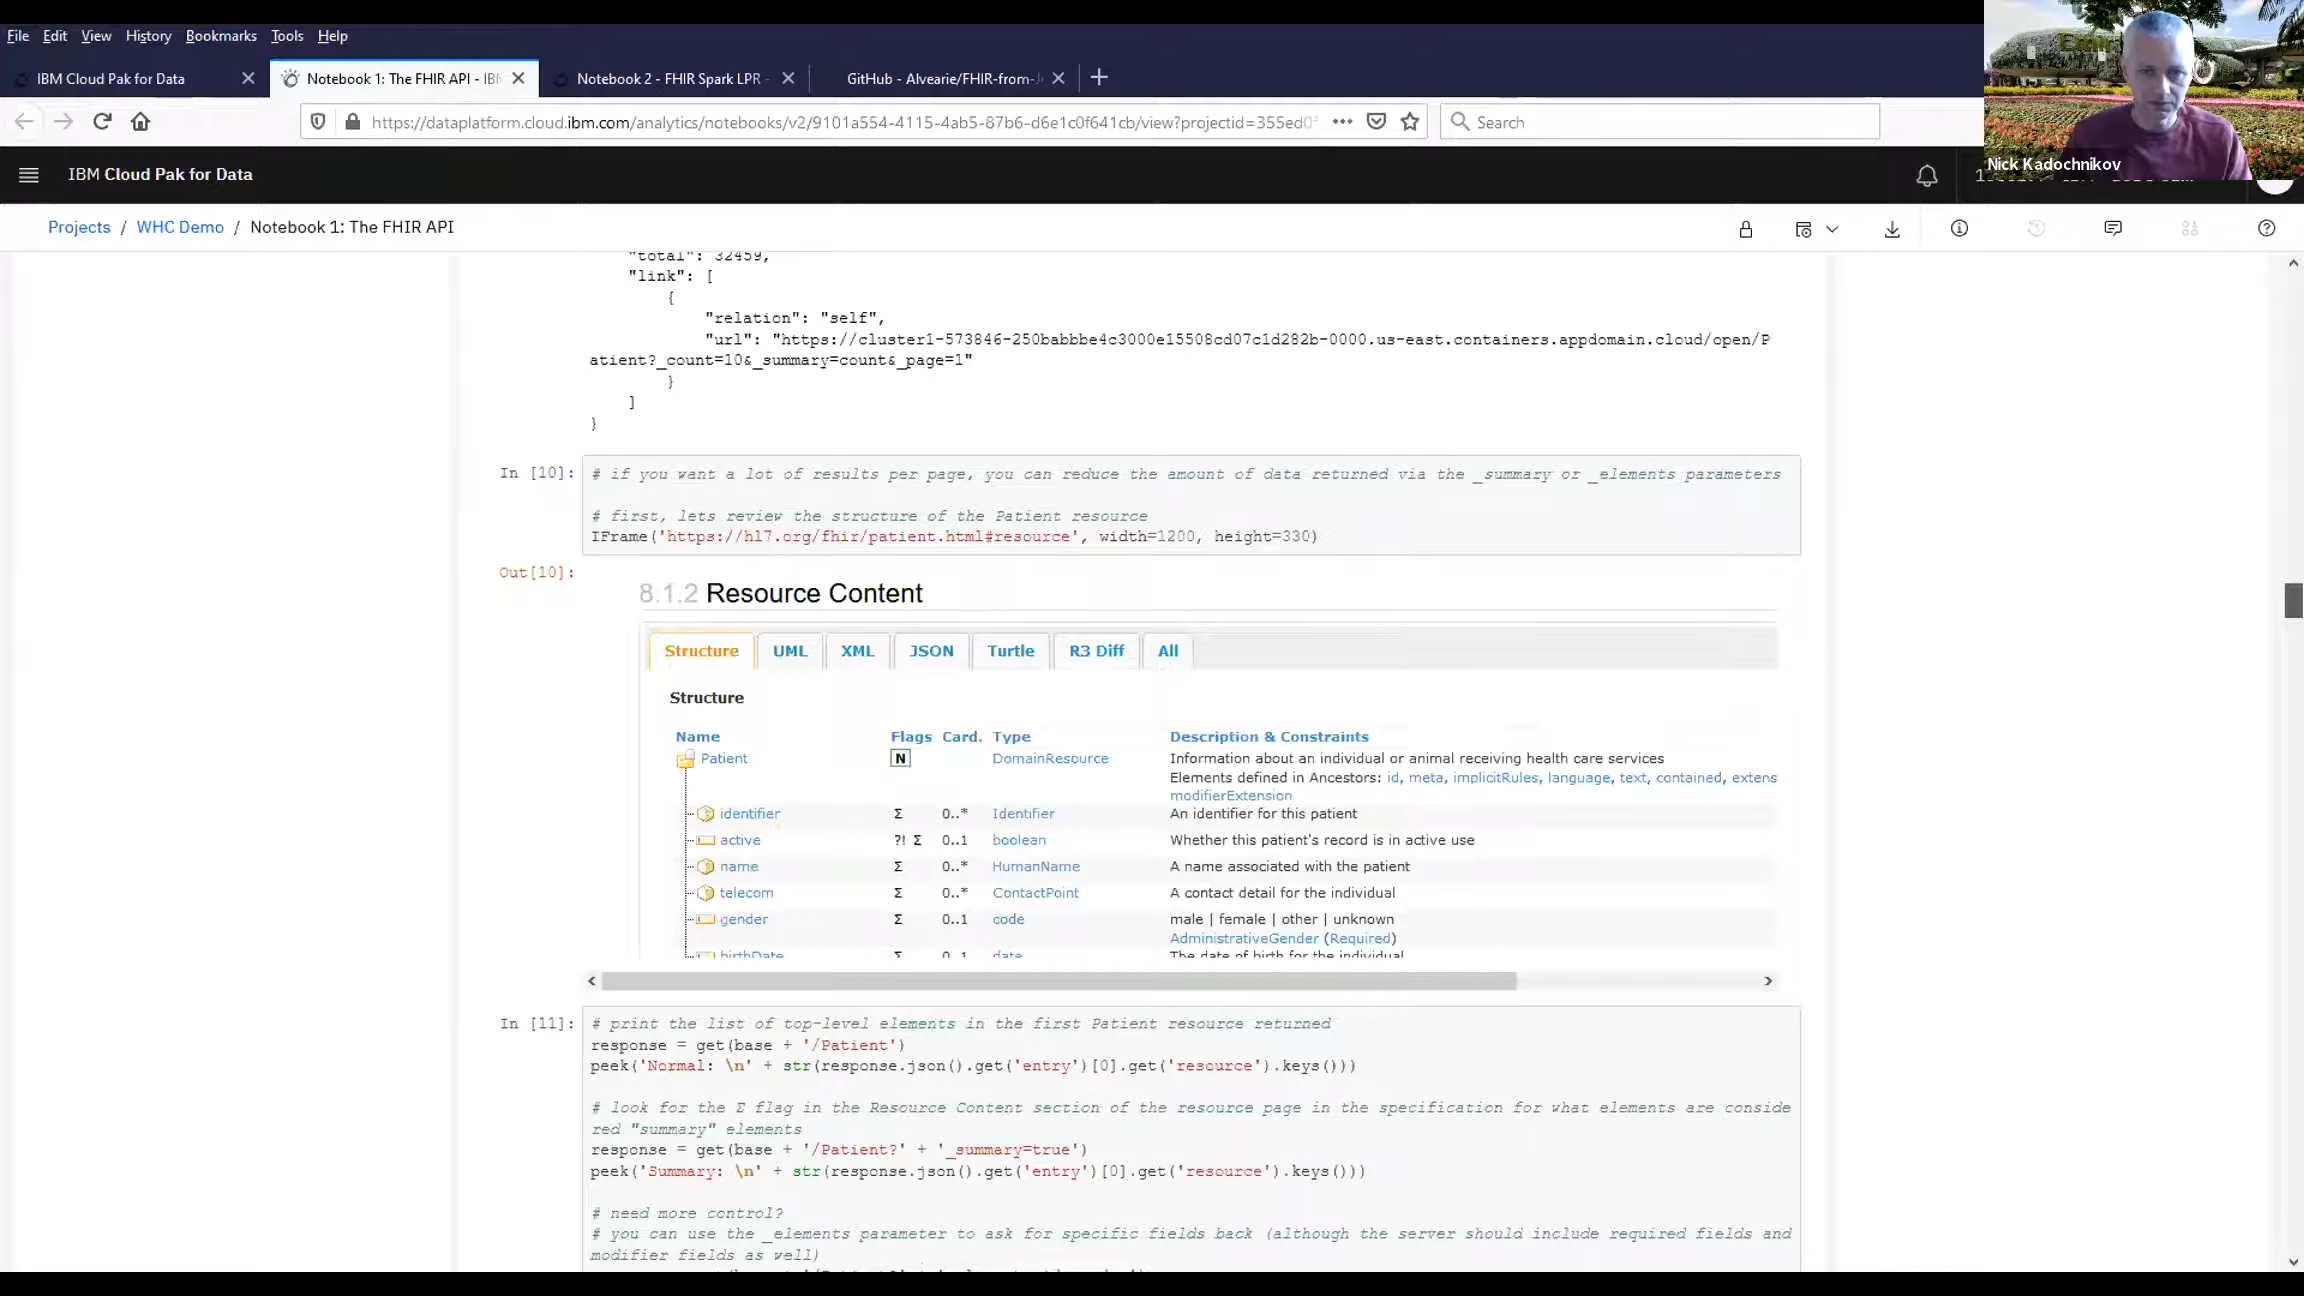 File Edit View History Bookmarks Tools Help
IBM Cloud Pak for Data
Notebook 1: The FHIR API - IB
Notebook 2 - FHIR Spark LPR -
GitHub - Alvearie/FHIR-from-
https://dataplatform.cloud.ibm.com/analytics/notebooks/v2/9101a554-4115-4ab5-87b6-d6e1c0f641cb/view?projectid=355ed0
Search
Nick Kadochnikov
IBM Cloud Pak for Data
Projects / WHC Demo / Notebook 1: The FHIR API
"total": 32459,
"link": [
{
"relation": "self",
"url": "https://cluster1-573846-250babbbe4c3000e15508cd07c1d282b-0000.us-east.containers.appdomain.cloud/open/P
atient?_count=10&_summary=count&_page=1"
}
]
}
In [10]:
# if you want a lot of results per page, you can reduce the amount of data returned via the _summary or _elements parameters
# first, lets review the structure of the Patient resource
IFrame('https://hl7.org/fhir/patient.html#resource', width=1200, height=330)
Out[10]:
8.1.2 Resource Content
Structure UML XML JSON Turtle R3 Diff All
Structure
Name Flags Card. Type Description & Constraints
Patient N DomainResource Information about an individual or animal receiving health care services
Elements defined in Ancestors: id, meta, implicitRules, language, text, contained, extens
modifierExtension
identifier Σ 0..* Identifier An identifier for this patient
active ?! Σ 0..1 boolean Whether this patient's record is in active use
name Σ 0..* HumanName A name associated with the patient
telecom Σ 0..* ContactPoint A contact detail for the individual
gender Σ 0..1 code male | female | other | unknown
AdministrativeGender (Required)
birthDate Σ 0..1 date The date of birth for the individual
In [11]:
# print the list of top-level elements in the first Patient resource returned
response = get(base + '/Patient')
peek('Normal: \n' + str(response.json().get('entry')[0].get('resource').keys()))
# look for the Σ flag in the Resource Content section of the resource page in the specification for what elements are conside
red "summary" elements
response = get(base + '/Patient?' + '_summary=true')
peek('Summary: \n' + str(response.json().get('entry')[0].get('resource').keys()))
# need more control?
# you can use the _elements parameter to ask for specific fields back (although the server should include required fields and
modifier fields as well)